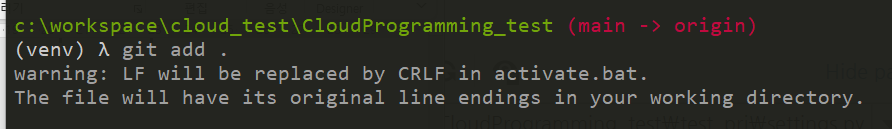 c:\workspace\cloud_test\CloudProgramming_test (main -> origin)
(venv) λ git add .
warning: LF will be replaced by CRLF in activate.bat.
The file will have its original line endings in your working directory.